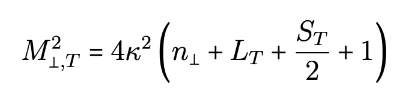 M²_{⊥,T} = 4κ² (n_⊥ + L_T + S_T/2 + 1)